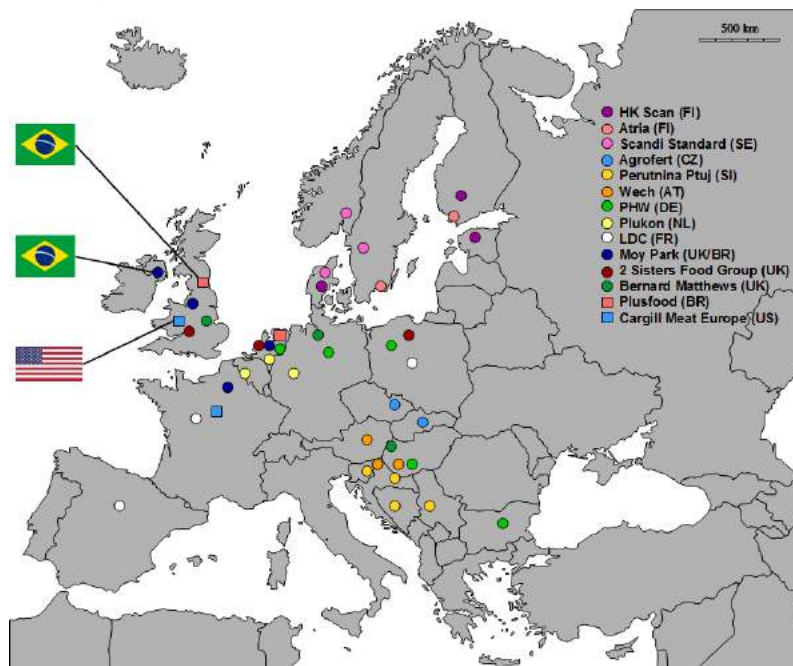 500 km
HK Scan (FI)
Atria (FI)
Scandi Standard (SE)
Agrofert (CZ)
Perutnina Ptuj (SI)
Wech (AT)
PHW (DE)
Plukon (NL)
LDC (FR)
Moy Park (UK/BR)
2 Sisters Food Group (UK)
Bernard Matthews (UK)
Plusfood (BR)
Cargill Meat Europe (US)